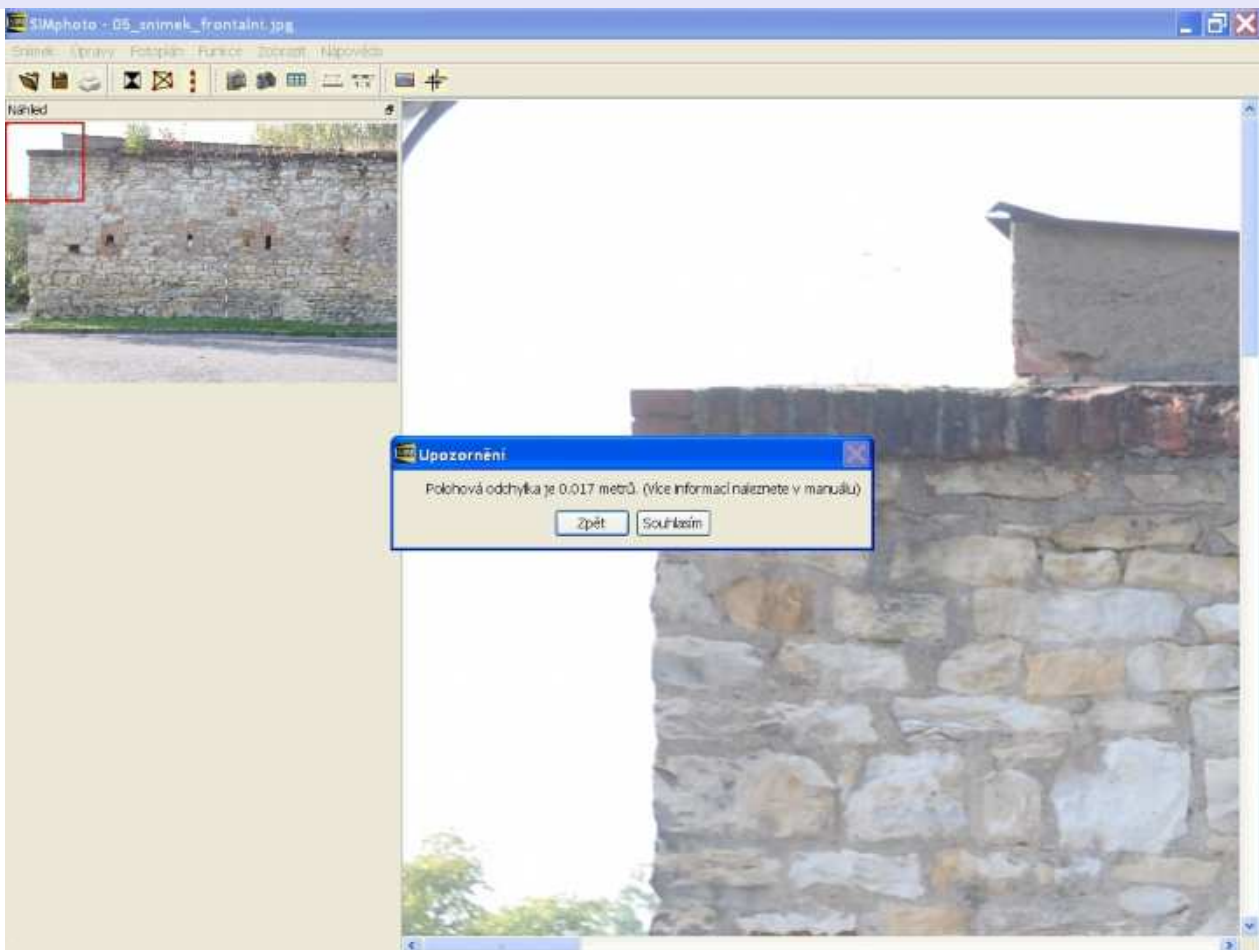 SIMphoto - 05_snimek_frontalni.jpg
Snímek Úpravy Fotoplán Funkce Zobrazit Nápověda
Náhled
Upozornění
Polohová odchylka je 0.017 metrů. (Více informací naleznete v manuálu)
Zpět Souhlasím